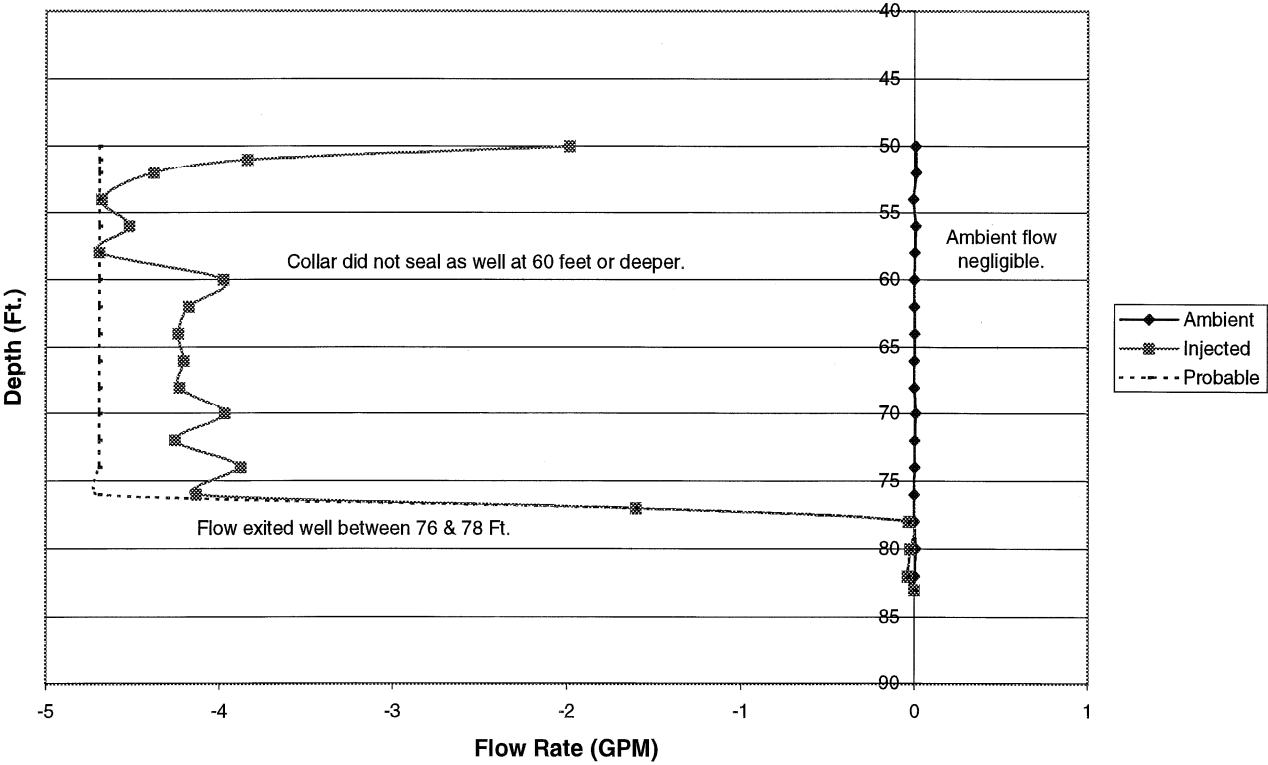 40
45
50
55
60
65
70
75
80
85
90
Depth (Ft.)
Collar did not seal as well at 60 feet or deeper.
Ambient flow
negligible.
Flow exited well between 76 & 78 Ft.
Ambient
Injected
Probable
-5 -4 -3 -2 -1 0 1
Flow Rate (GPM)